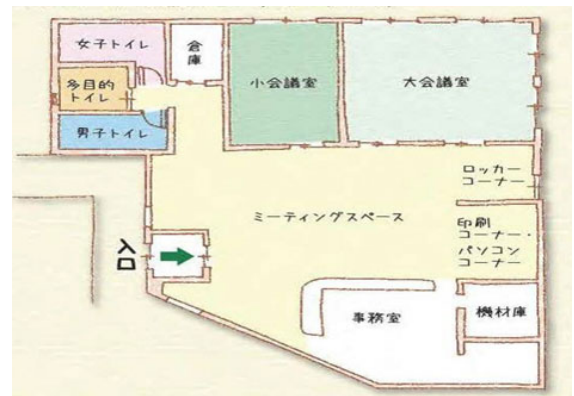 女子トイレ
倉
庫
小会議室
大会議室
多目的
トイレ
男子トイレ
ロッカー
コーナー
ミーティングスペース
印刷
コーナー・
パソコン
コーナー
入
口
事務室
機材庫